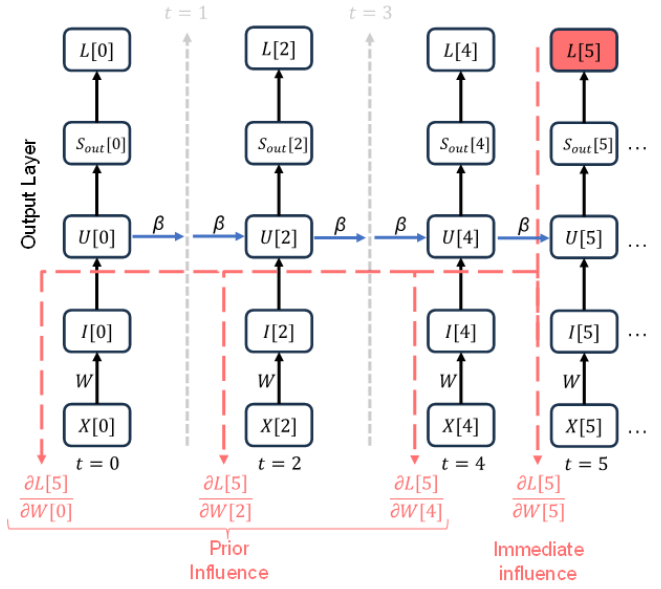 t = 1
t = 3
L[0]
L[2]
L[4]
L[5]
S_out[0]
S_out[2]
S_out[4]
S_out[5]
...
Output Layer
U[0]
β
β
U[2]
β
β
U[4]
β
U[5]
...
I[0]
I[2]
I[4]
I[5]
...
W
W
W
W
X[0]
X[2]
X[4]
X[5]
...
t = 0
t = 2
t = 4
t = 5
∂L[5]
∂W[0]
∂L[5]
∂W[2]
∂L[5]
∂W[4]
∂L[5]
∂W[5]
Prior
Influence
Immediate
influence